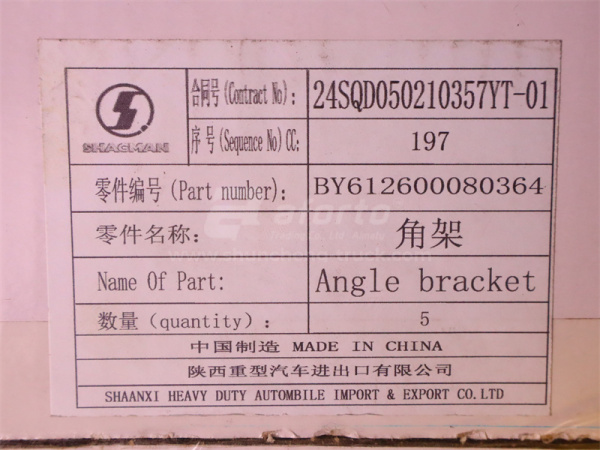 SHACMAN
合同号(Contract No): 24SQD050210357YT-01
序号(Sequence No)CC: 197
零件编号(Part number): BY612600080364
零件名称: 角架
Name Of Part: Angle bracket
数量(quantity): 5
中国制造 MADE IN CHINA
陕西重型汽车进出口有限公司
SHAANXI HEAVY DUTY AUTOMBILE IMPORT & EXPORT CO.LTD
aforto